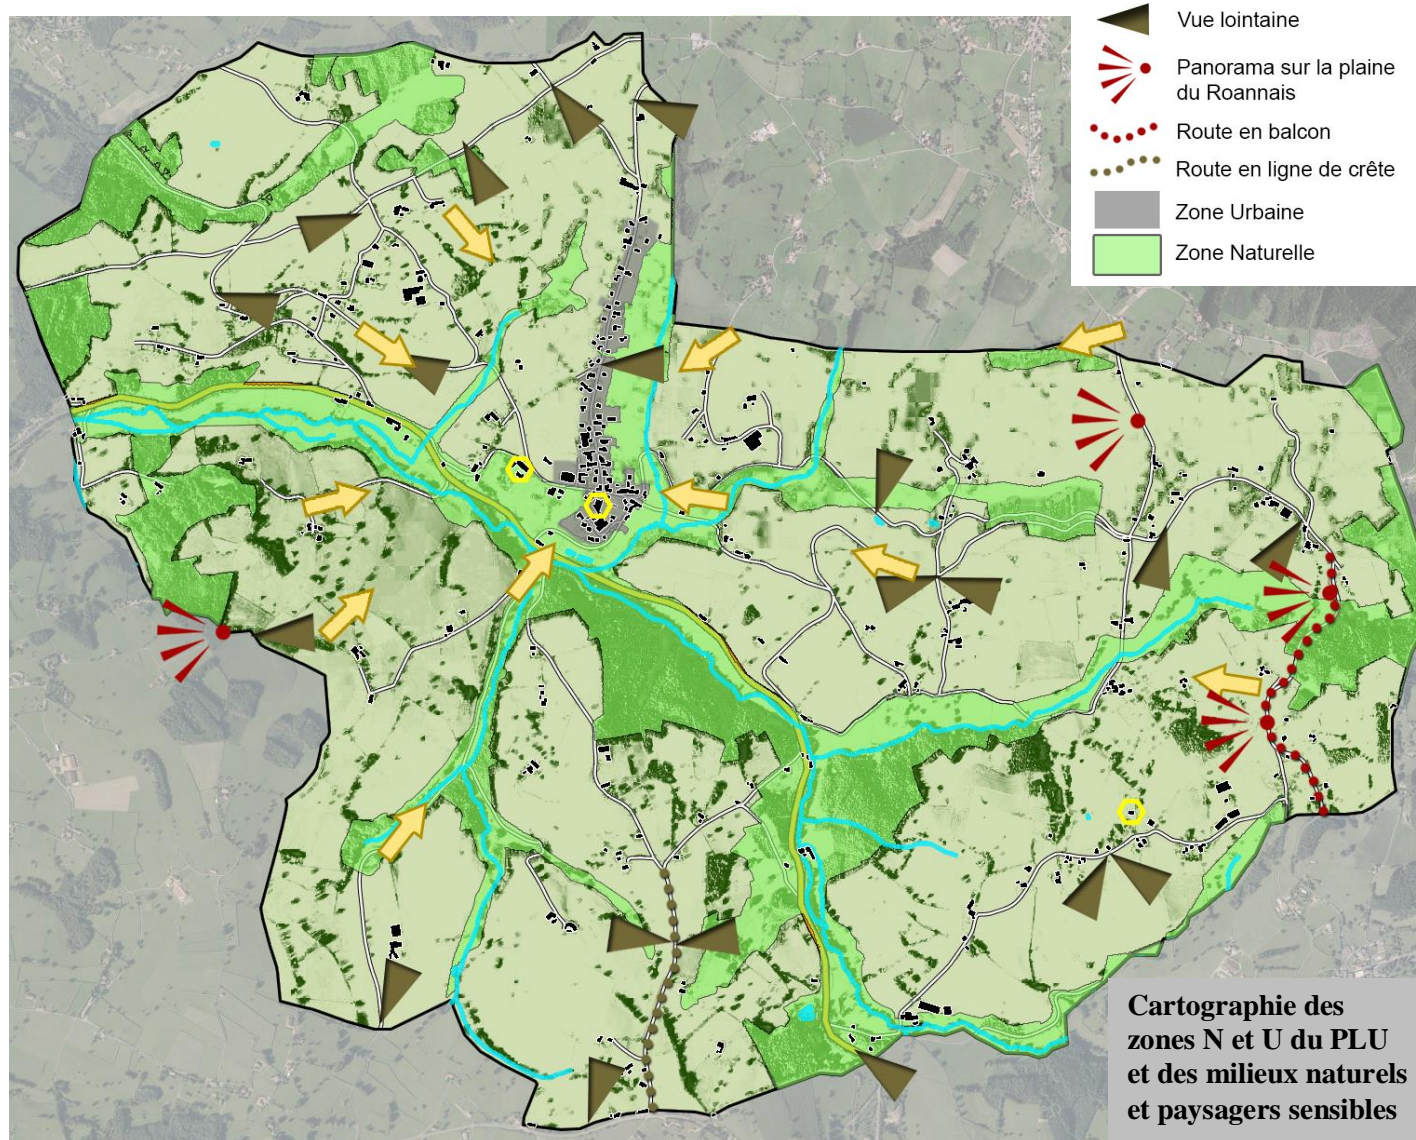 Vue lointaine
Panorama sur la plaine
du Roannais
Route en balcon
Route en ligne de crête
Zone Urbaine
Zone Naturelle
Cartographie des
zones N et U du PLU
et des milieux naturels
et paysagers sensibles